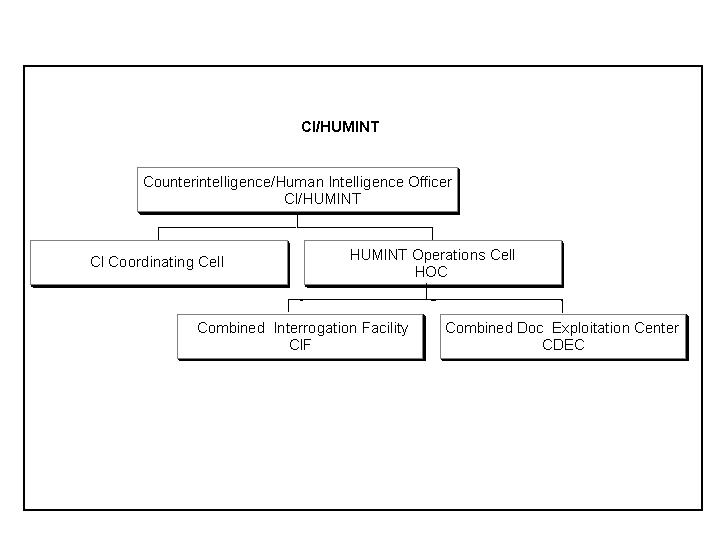 CI/HUMINT
Counterintelligence/Human Intelligence Officer
CI/HUMINT
CI Coordinating Cell
HUMINT Operations Cell
HOC
Combined Interrogation Facility
CIF
Combined Doc Exploitation Center
CDEC